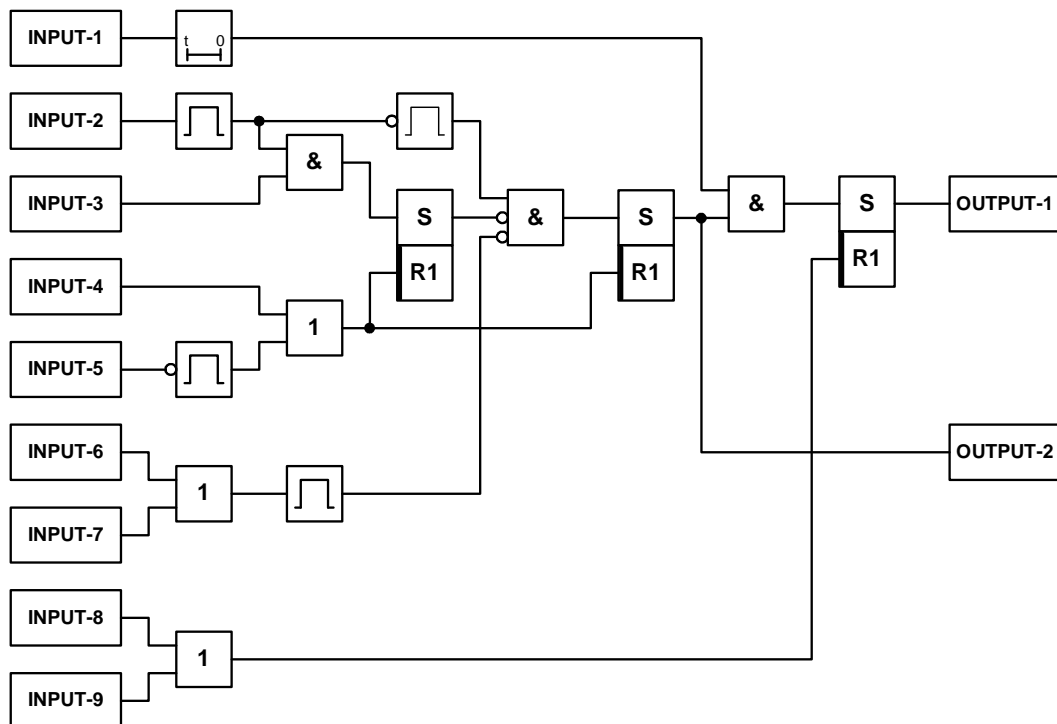 INPUT-1
t 0
INPUT-2
&
INPUT-3
S
&
S
&
S
OUTPUT-1
R1
R1
R1
INPUT-4
1
INPUT-5
INPUT-6
OUTPUT-2
1
INPUT-7
INPUT-8
1
INPUT-9